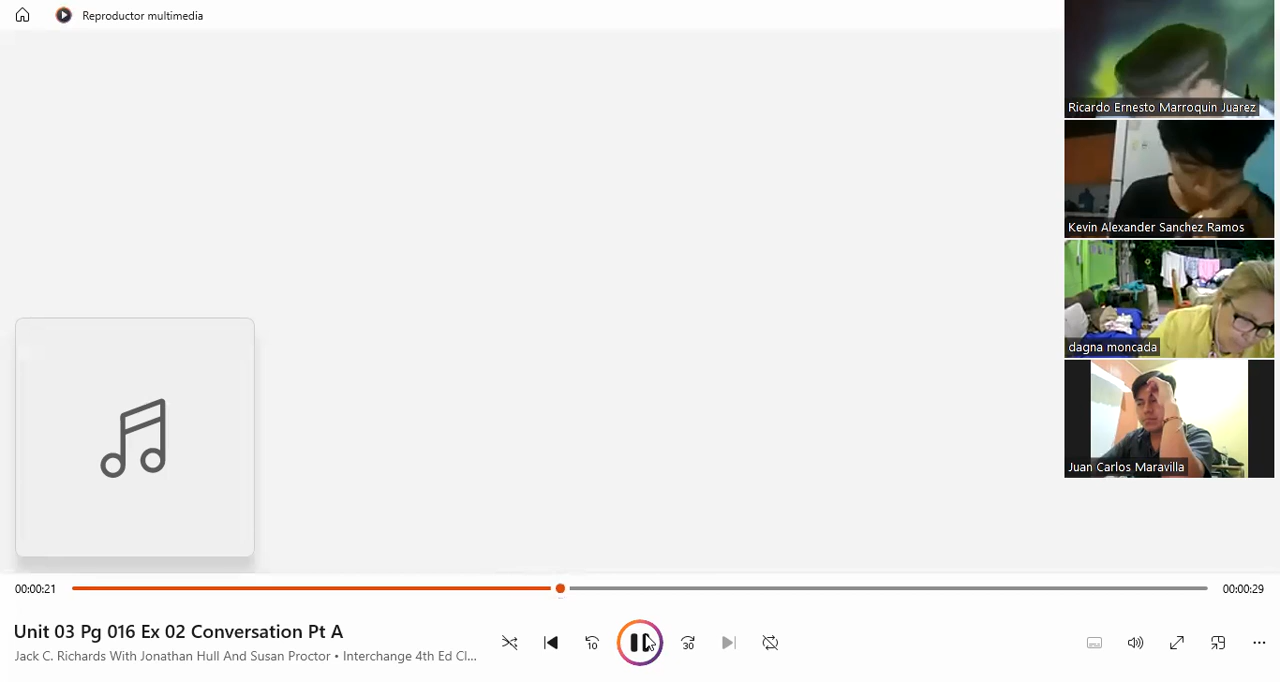 Reproductor multimedia
Ricardo Ernesto Marroquin Juarez
Kevin Alexander Sanchez Ramos
dagna moncada
Juan Carlos Maravilla
00:00:21
00:00:29
Unit 03 Pg 016 Ex 02 Conversation Pt A
Jack C. Richards With Jonathan Hull And Susan Proctor • Interchange 4th Ed Cl...
10
30